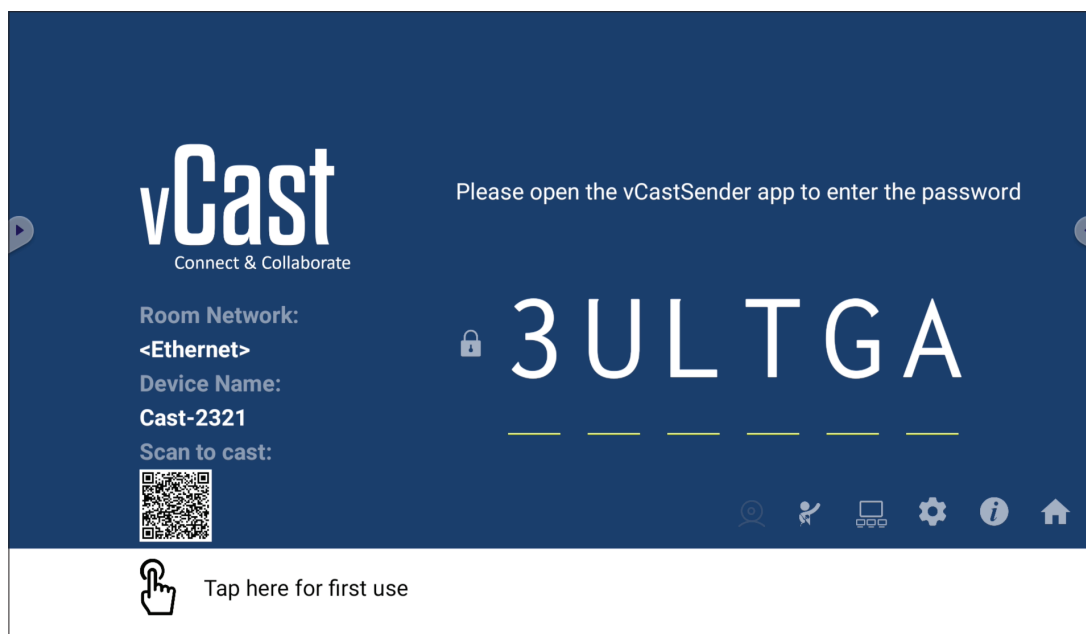 vCast
Connect & Collaborate
Room Network:
<Ethernet>
Device Name:
Cast-2321
Scan to cast:
Please open the vCastSender app to enter the password
3ULTGA
Tap here for first use